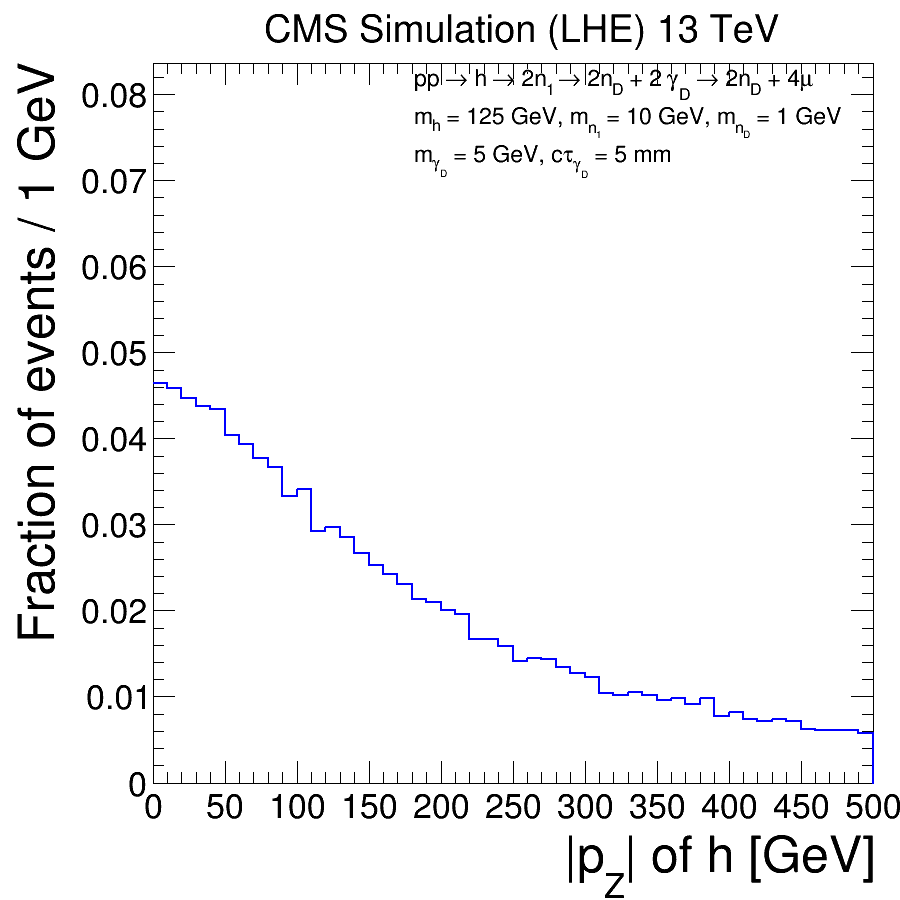 CMS Simulation (LHE) 13 TeV
pp → h → 2n₁ → 2n_D + 2 γ_D → 2n_D + 4μ
m_h = 125 GeV, m_n₁ = 10 GeV, m_n_D = 1 GeV
m_γ_D = 5 GeV, cτ_γ_D = 5 mm
Fraction of events / 1 GeV
0.08
0.07
0.06
0.05
0.04
0.03
0.02
0.01
0
0 50 100 150 200 250 300 350 400 450 500
|p_Z| of h [GeV]